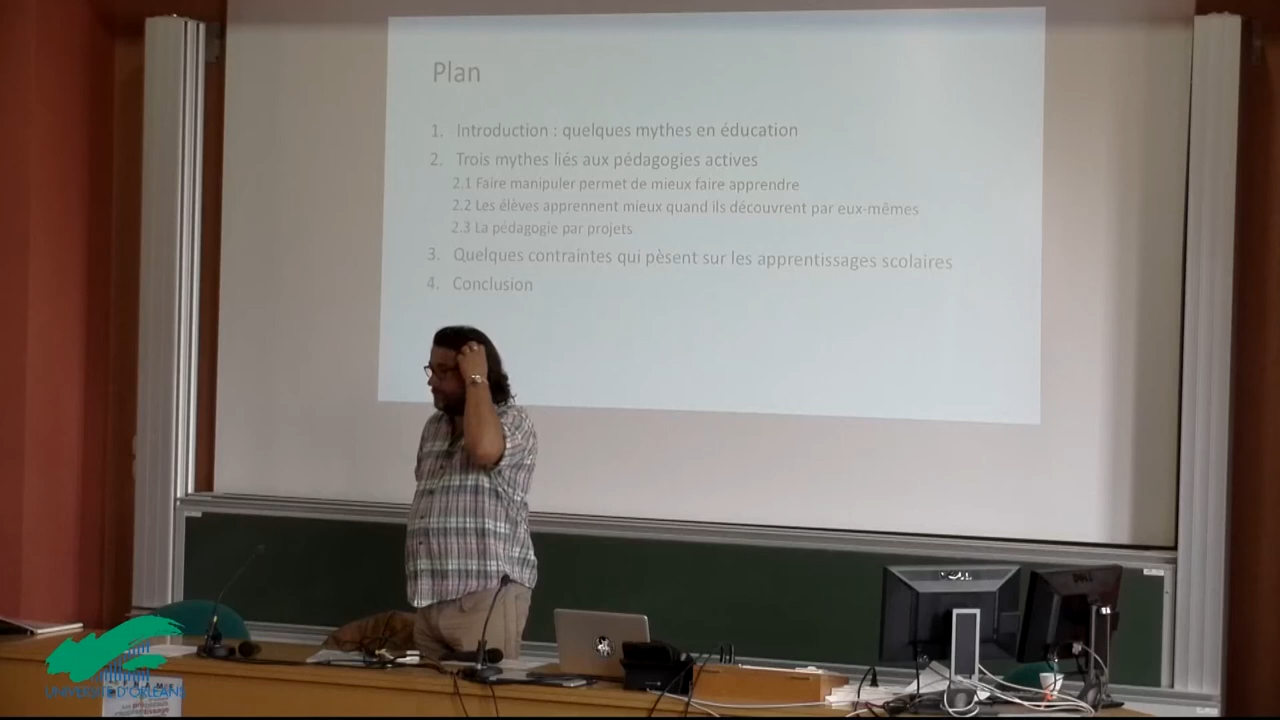 Plan
1. Introduction : quelques mythes en éducation
2. Trois mythes liés aux pédagogies actives
2.1 Faire manipuler permet de mieux faire apprendre
2.2 Les élèves apprennent mieux quand ils découvrent par eux-mêmes
2.3 La pédagogie par projets
3. Quelques contraintes qui pèsent sur les apprentissages scolaires
4. Conclusion
DELL
UNIVERSITÉ D'ORLÉANS